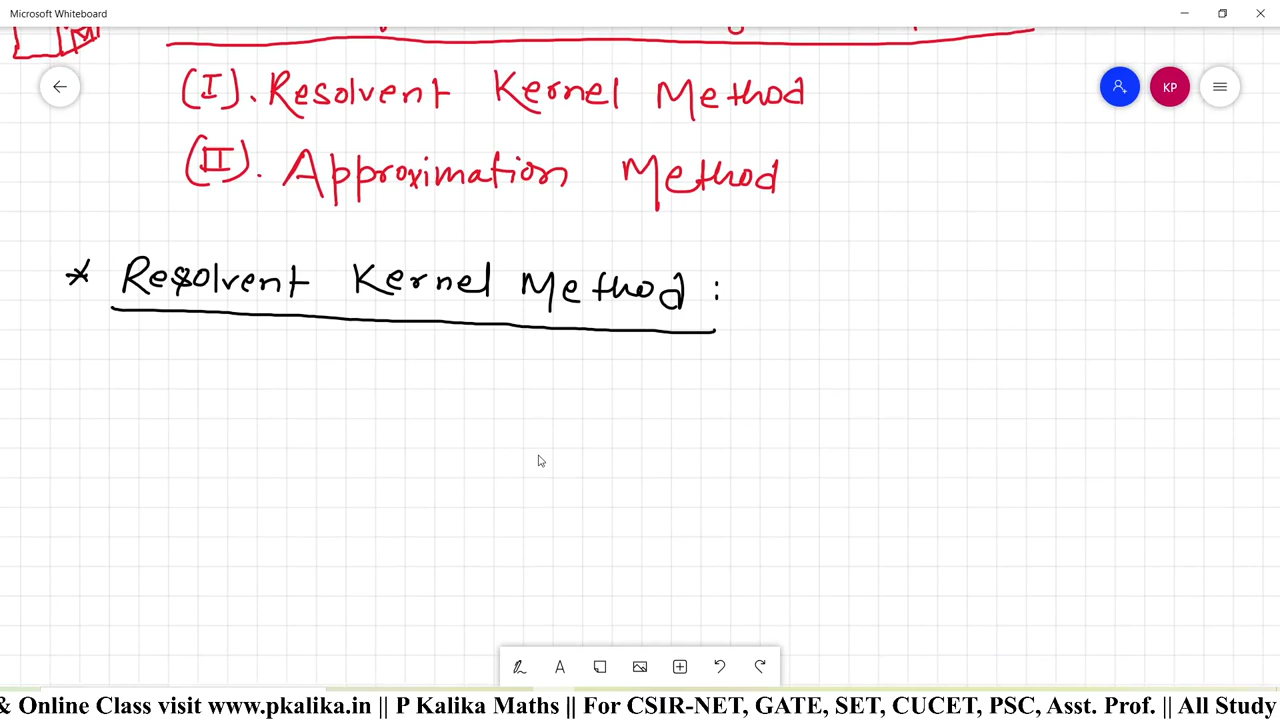 Microsoft Whiteboard
KP
(I). Resolvent Kernel Method
(II). Approximation Method
* Resolvent Kernel Method :
& Online Class visit www.pkalika.in || P Kalika Maths || For CSIR-NET, GATE, SET, CUCET, PSC, Asst. Prof. || All Study